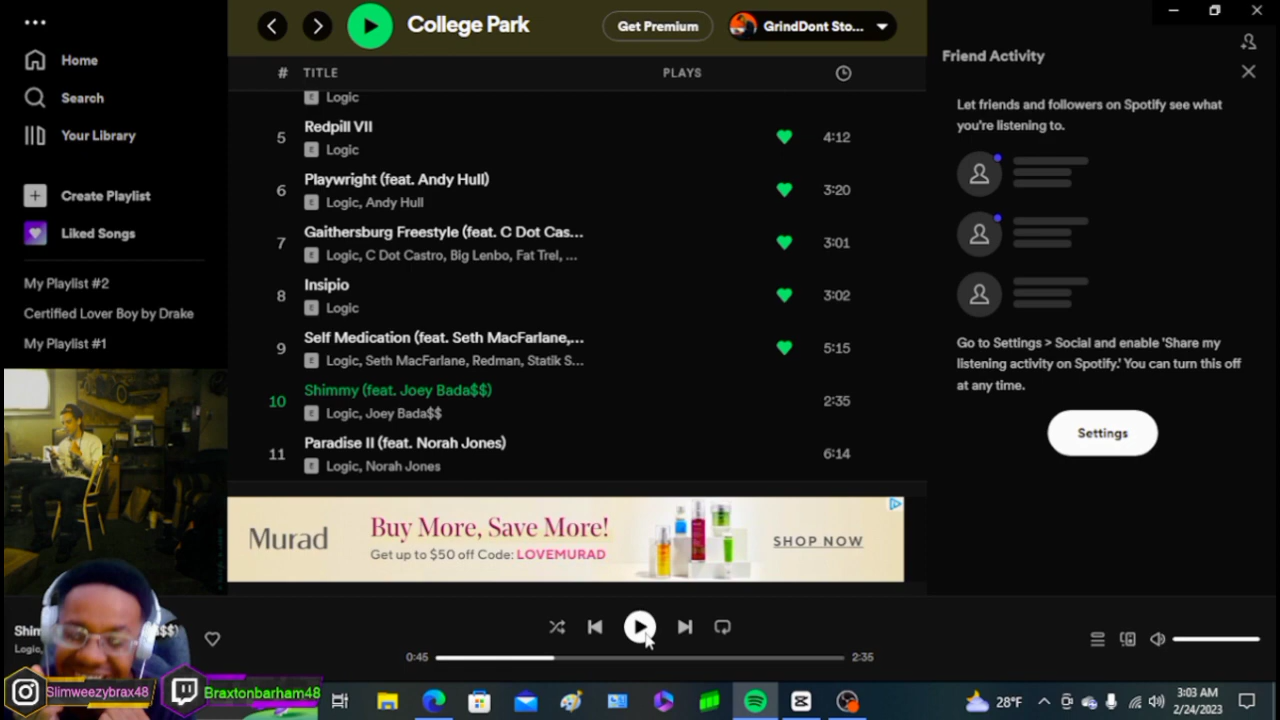 College Park
Get Premium
GrindDont Sto...
Home
Search
Your Library
Create Playlist
Liked Songs
My Playlist #2
Certified Lover Boy by Drake
My Playlist #1
# TITLE PLAYS
E Logic
5 Redpill VII 4:12
E Logic
6 Playwright (feat. Andy Hull) 3:20
E Logic, Andy Hull
7 Gaithersburg Freestyle (feat. C Dot Cas... 3:01
E Logic, C Dot Castro, Big Lenbo, Fat Trel, ...
8 Insipio 3:02
E Logic
9 Self Medication (feat. Seth MacFarlane,... 5:15
E Logic, Seth MacFarlane, Redman, Statik S...
10 Shimmy (feat. Joey Bada$$) 2:35
E Logic, Joey Bada$$
11 Paradise II (feat. Norah Jones) 6:14
E Logic, Norah Jones
Friend Activity
Let friends and followers on Spotify see what
you're listening to.
Go to Settings > Social and enable 'Share my
listening activity on Spotify.' You can turn this off
at any time.
Settings
Murad
Buy More, Save More!
Get up to $50 off Code: LOVEMURAD
SHOP NOW
0:45 2:35
Slimweezybrax48
Braxtonbarham48
28°F
3:03 AM
2/24/2023